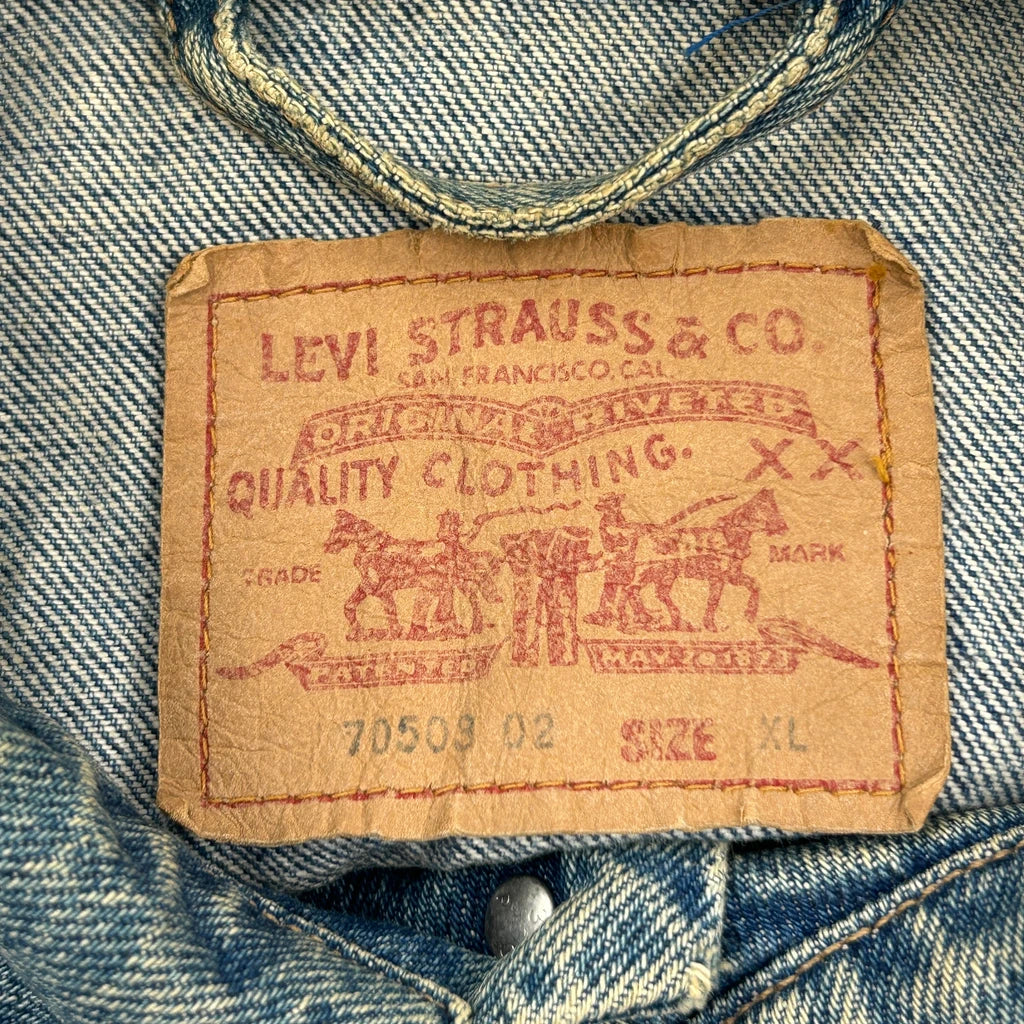 LEVI STRAUSS & CO.
SAN FRANCISCO, CAL.
ORIGINAL RIVETED
QUALITY CLOTHING. XX
TRADE MARK
PATENTED MAY 20 1873
70503 02 SIZE XL